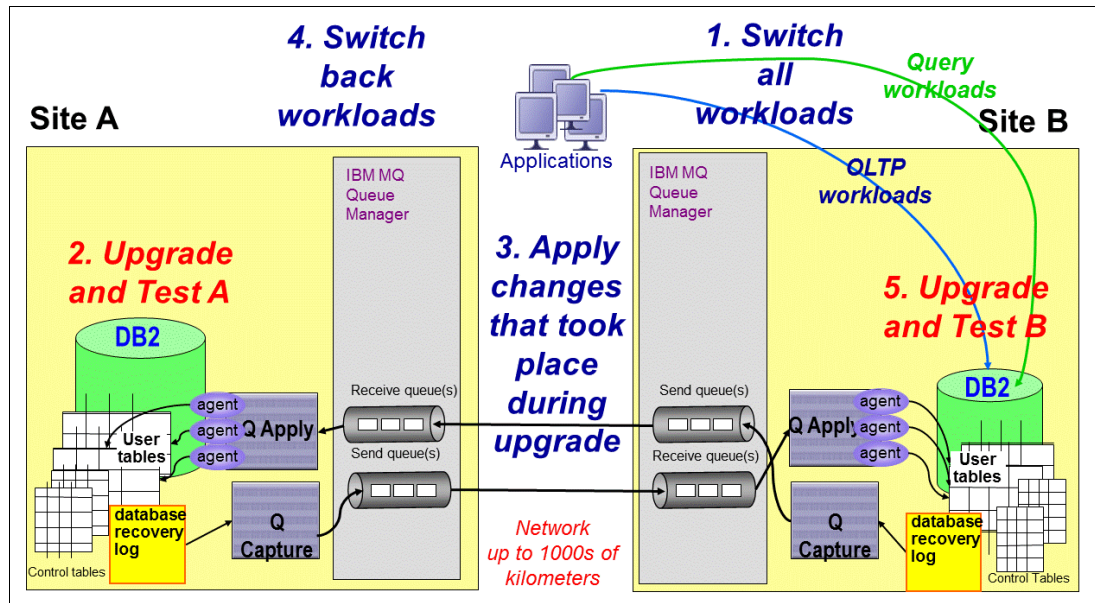 4. Switch
back
workloads
1. Switch
all
workloads
Query
workloads
Site A
Site B
Applications
OLTP
workloads
IBM MQ
Queue
Manager
IBM MQ
Queue
Manager
2. Upgrade
and Test A
3. Apply
changes
that took
place
during
upgrade
5. Upgrade
and Test B
DB2
DB2
Receive queue(s)
Send queue(s)
agent
agent
agent
Q Apply
User
tables
Send queue(s)
Receive queue(s)
agent
agent
agent
Q Apply
User
tables
database
recovery
log
Q
Capture
Control tables
Network
up to 1000s of
kilometers
Q
Capture
database
recovery
log
Control Tables